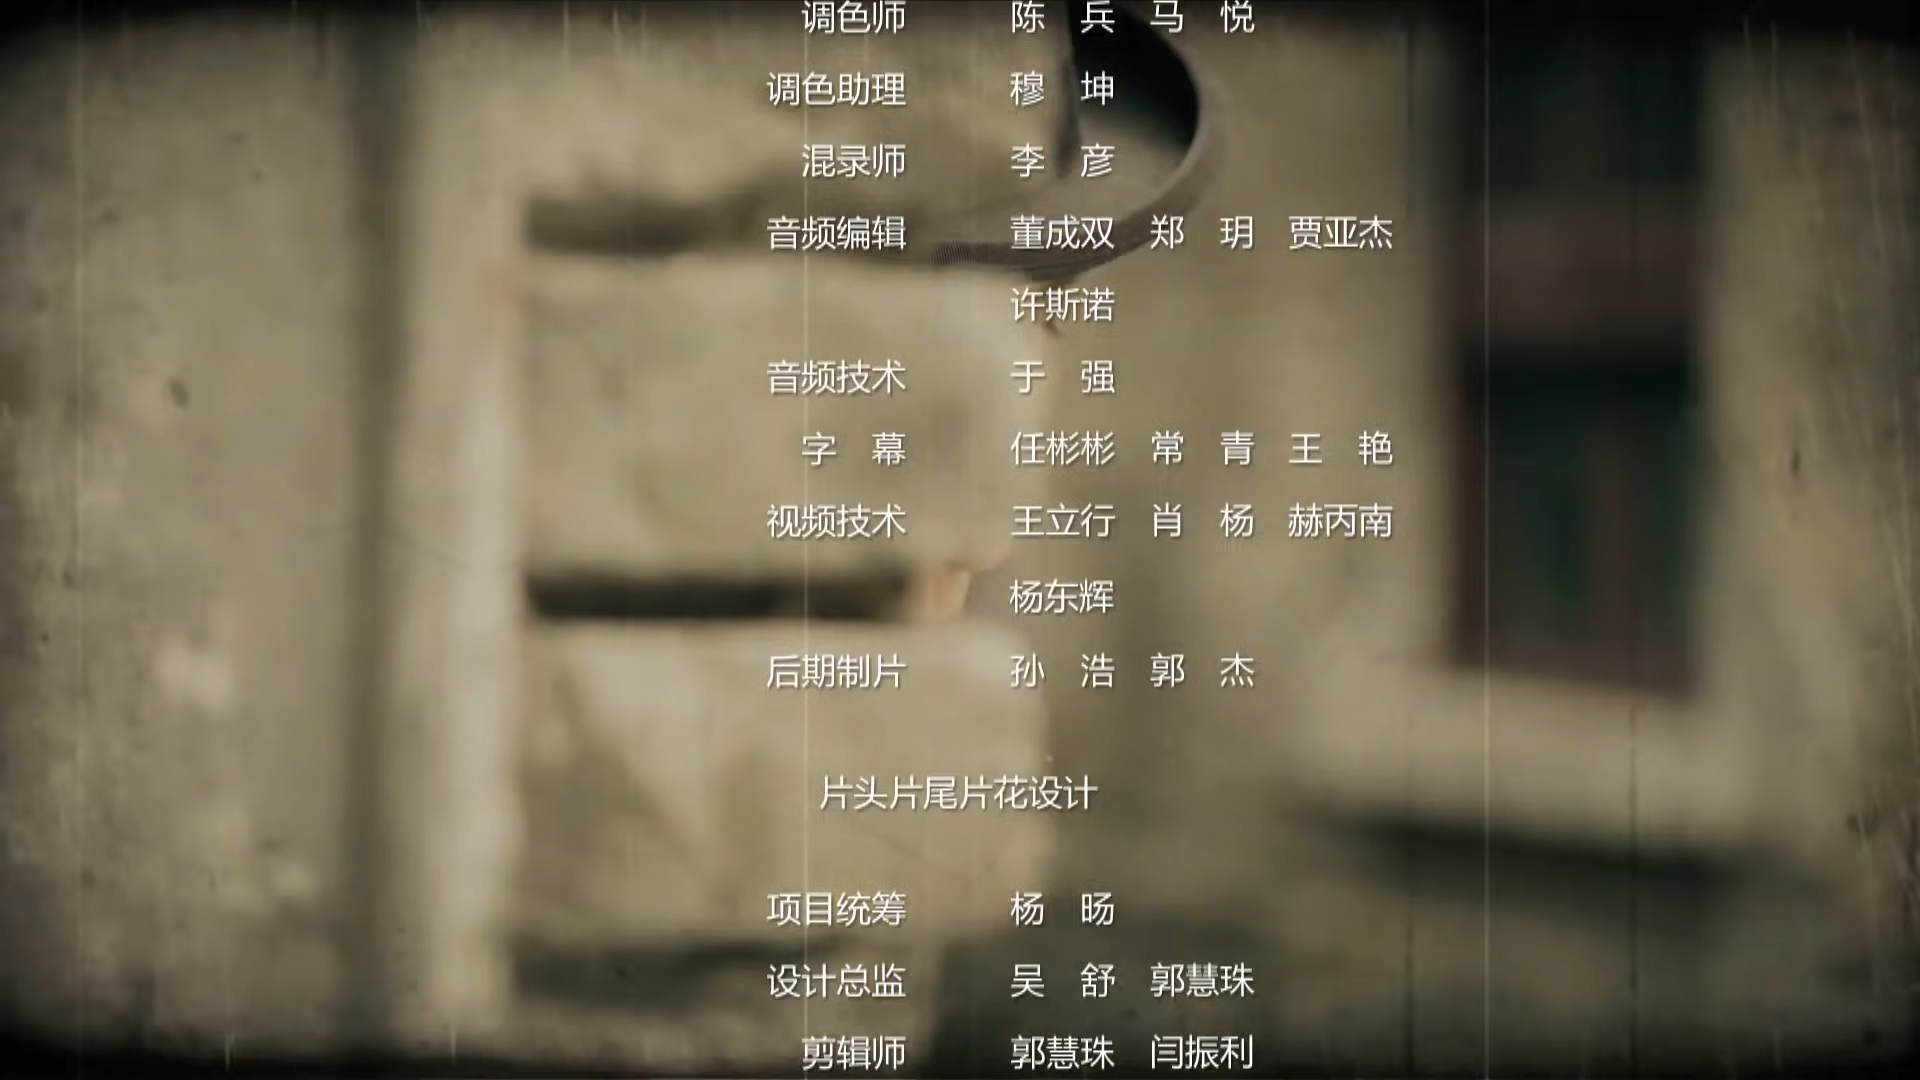 调色师 陈 兵 马 悦
调色助理 穆 坤
混录师 李 彦
音频编辑 董成双 郑 玥 贾亚杰
许斯诺
音频技术 于 强
字 幕 任彬彬 常 青 王 艳
视频技术 王立行 肖 杨 赫丙南
杨东辉
后期制片 孙 浩 郭 杰
片头片尾片花设计
项目统筹 杨 旸
设计总监 吴 舒 郭慧珠
剪辑师 郭慧珠 闫振利